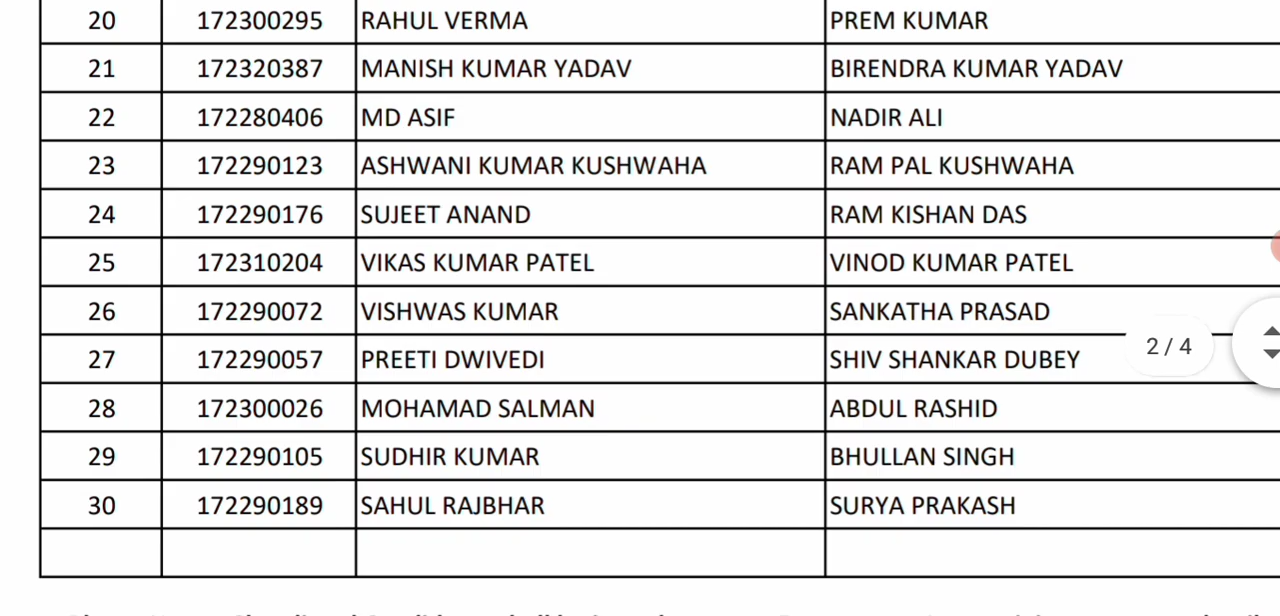 20 172300295 RAHUL VERMA PREM KUMAR
21 172320387 MANISH KUMAR YADAV BIRENDRA KUMAR YADAV
22 172280406 MD ASIF NADIR ALI
23 172290123 ASHWANI KUMAR KUSHWAHA RAM PAL KUSHWAHA
24 172290176 SUJEET ANAND RAM KISHAN DAS
25 172310204 VIKAS KUMAR PATEL VINOD KUMAR PATEL
26 172290072 VISHWAS KUMAR SANKATHA PRASAD
27 172290057 PREETI DWIVEDI SHIV SHANKAR DUBEY 2 / 4
28 172300026 MOHAMAD SALMAN ABDUL RASHID
29 172290105 SUDHIR KUMAR BHULLAN SINGH
30 172290189 SAHUL RAJBHAR SURYA PRAKASH